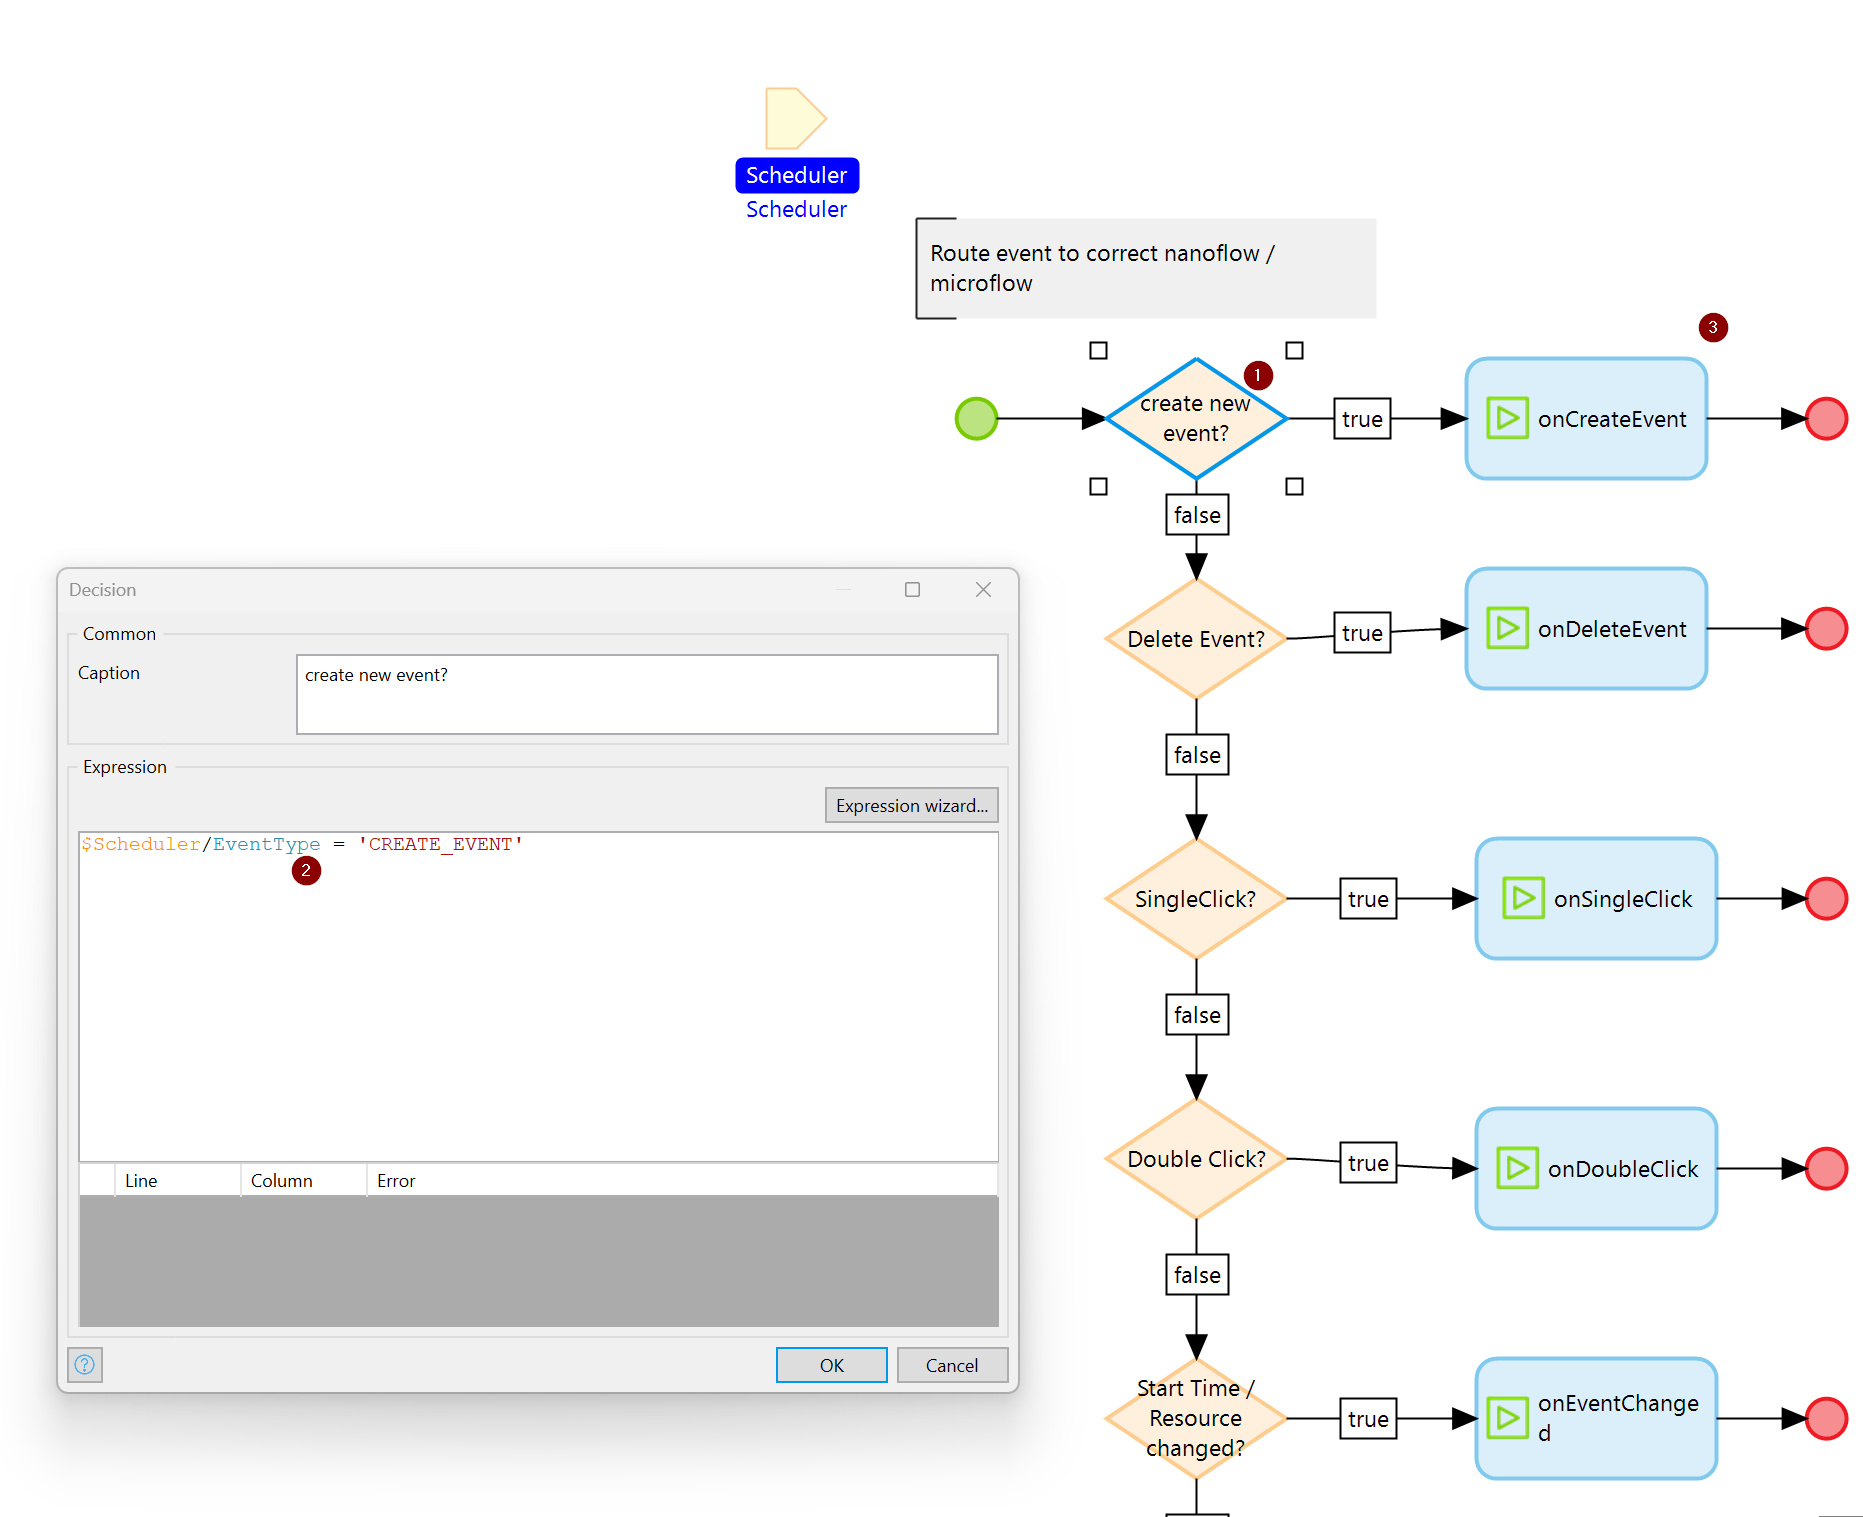 Scheduler
Scheduler
Route event to correct nanoflow /
microflow
3
1
create new
event?
true
onCreateEvent
false
Delete Event?
true
onDeleteEvent
false
SingleClick?
true
onSingleClick
false
Double Click?
true
onDoubleClick
false
Start Time /
Resource
changed?
true
onEventChange
d
Decision
Common
Caption
create new event?
Expression
Expression wizard...
$Scheduler/EventType = 'CREATE_EVENT'
2
Line Column Error
?
OK Cancel